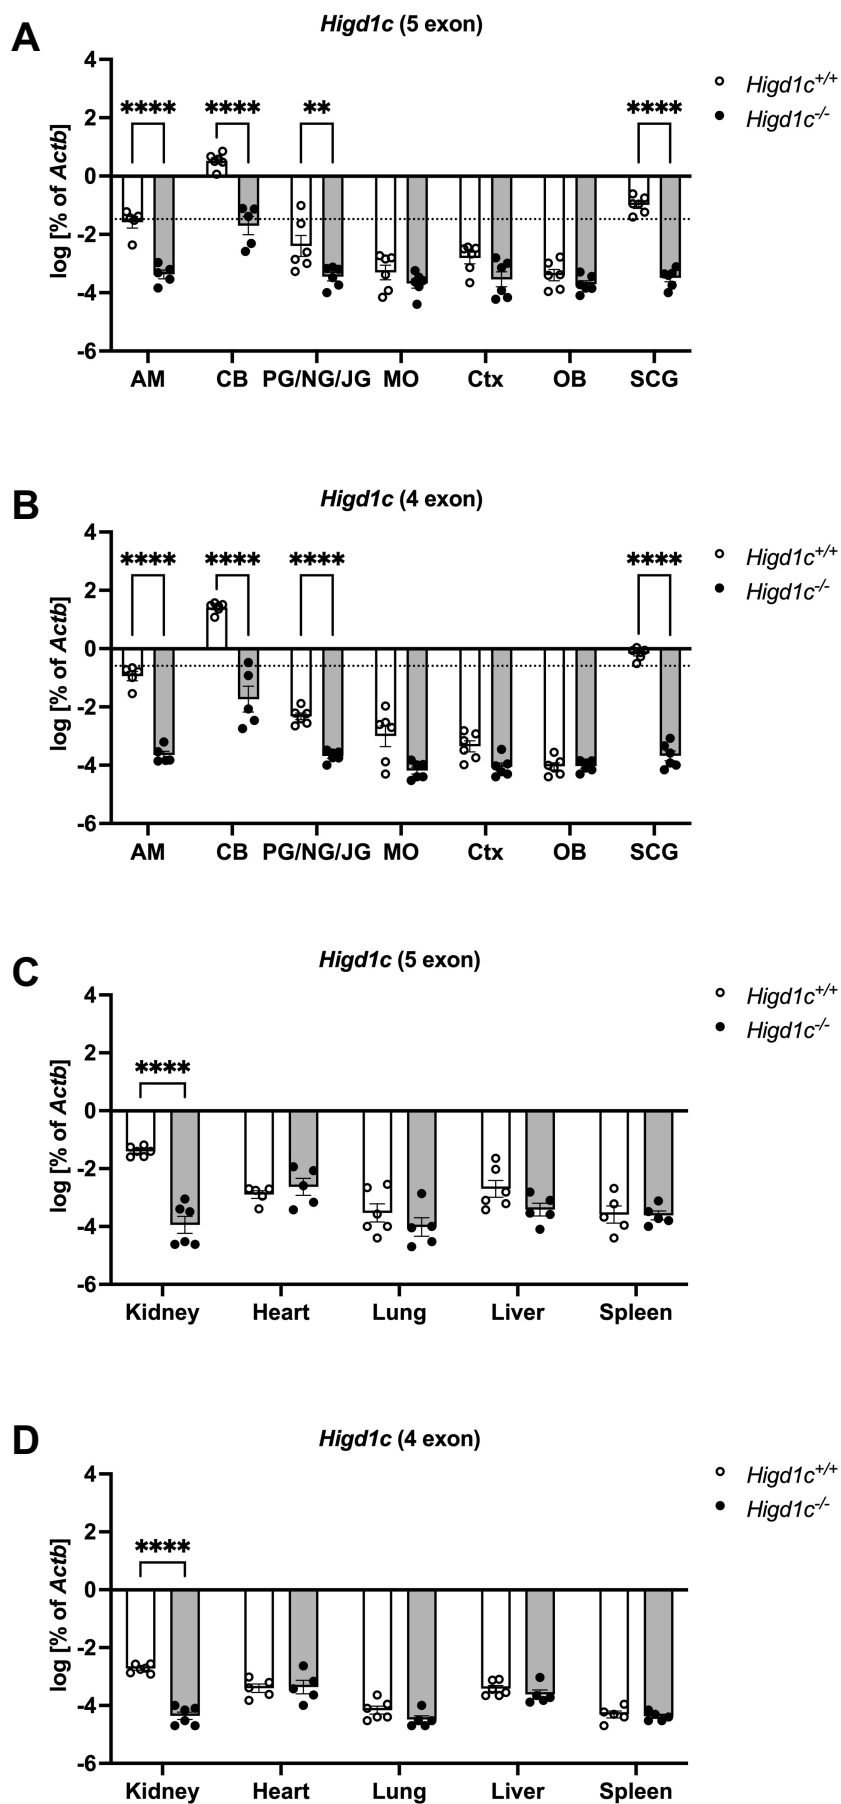 A
Higd1c (5 exon)
4
2
0
-2
-4
-6
log [% of Actb]
**** **** ** ****
Higd1c+/+
Higd1c-/-
AM CB PG/NG/JG MO Ctx OB SCG
B
Higd1c (4 exon)
4
2
0
-2
-4
-6
log [% of Actb]
**** **** **** ****
Higd1c+/+
Higd1c-/-
AM CB PG/NG/JG MO Ctx OB SCG
C
Higd1c (5 exon)
4
2
0
-2
-4
-6
log [% of Actb]
****
Higd1c+/+
Higd1c-/-
Kidney Heart Lung Liver Spleen
D
Higd1c (4 exon)
4
2
0
-2
-4
-6
log [% of Actb]
****
Higd1c+/+
Higd1c-/-
Kidney Heart Lung Liver Spleen